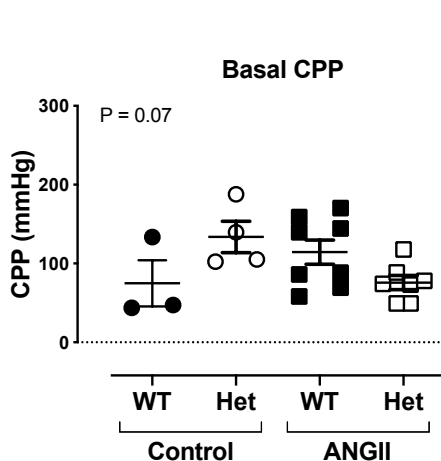 Basal CPP
P = 0.07
CPP (mmHg)
300
200
100
0
WT Het WT Het
Control ANGII